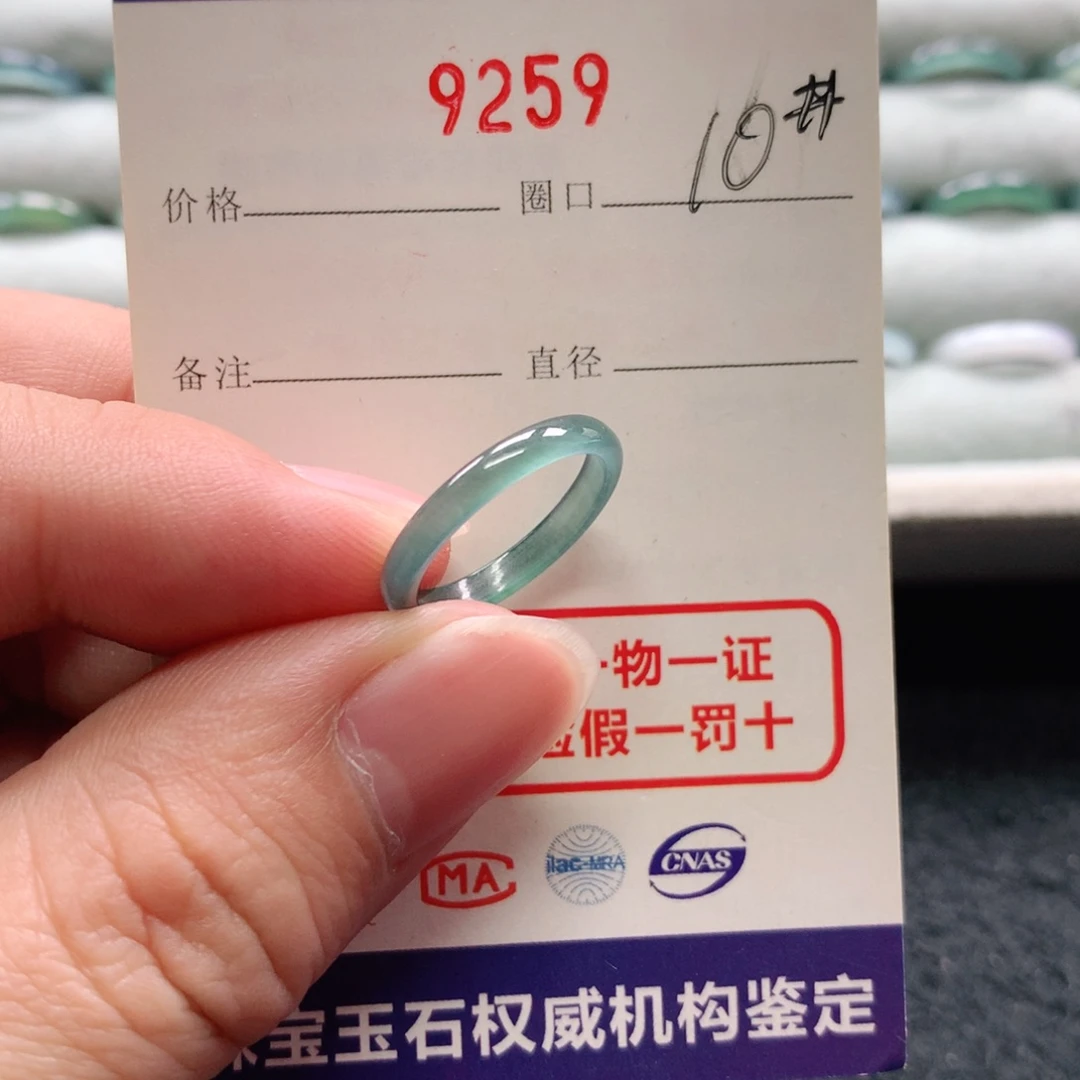 9259
价格 圈口 10#
备注 直径
物一证
假一罚十
MA ilac-MRA CNAS
宝玉石权威机构鉴定